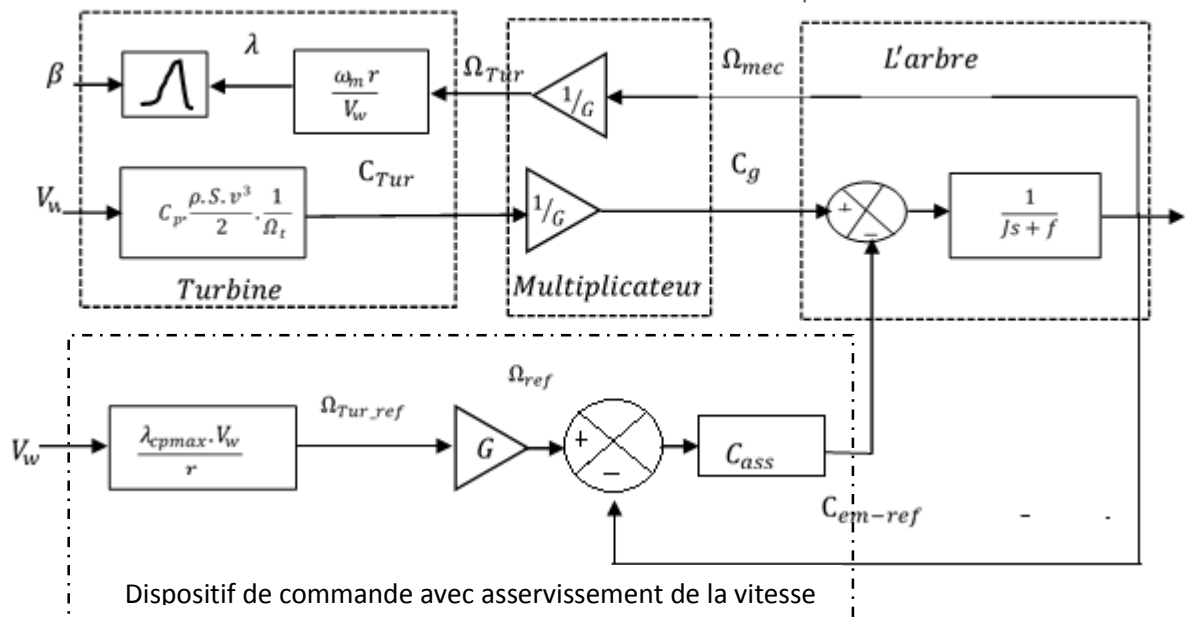 β
λ
ω_m r / V_w
Ω_Tur
1/G
Ω_mec
L'arbre
V_w
C_p. ρ.S.v³/2 . 1/Ω_t
C_Tur
1/G
C_g
+
−
1/(Js + f)
Turbine
Multiplicateur
V_w
λ_cpmax.V_w / r
Ω_Tur_ref
G
Ω_ref
+
−
C_ass
C_em−ref
Dispositif de commande avec asservissement de la vitesse